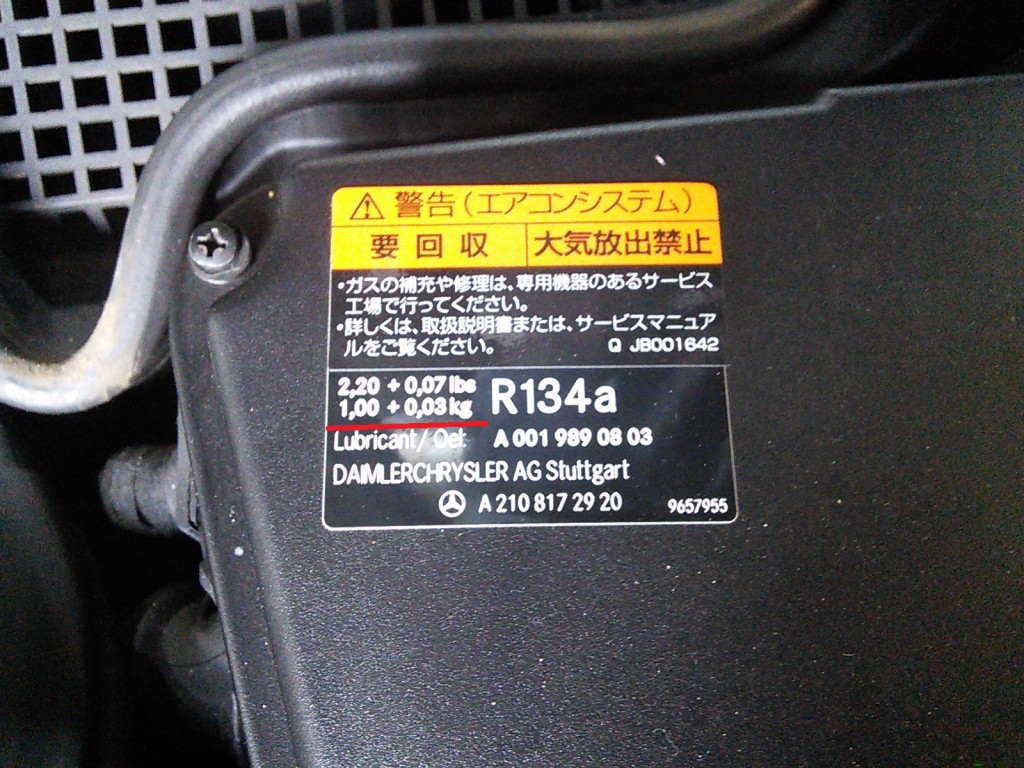 ⚠ 警告(エアコンシステム)
要回収 大気放出禁止
・ガスの補充や修理は、専用機器のあるサービス
工場で行ってください。
・詳しくは、取扱説明書または、サービスマニュア
ルをご覧ください。 Q JB001642
2,20 + 0,07 lbs
1,00 + 0,03 kg R134a
Lubricant/ Oel: A 001 989 08 03
DAIMLERCHRYSLER AG Stuttgart
A 210 817 29 20 9657955